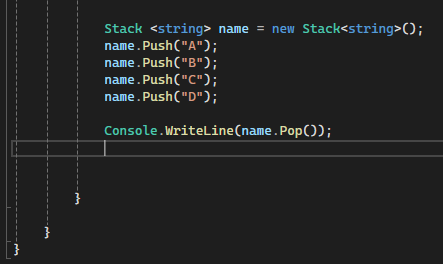 Stack <string> name = new Stack<string>();
name.Push("A");
name.Push("B");
name.Push("C");
name.Push("D");
Console.WriteLine(name.Pop());
}
}
}